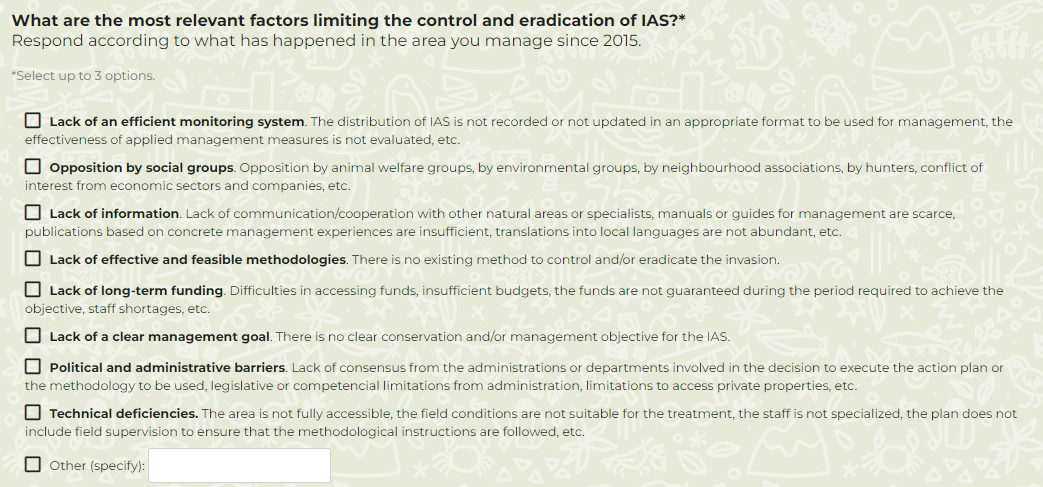 What are the most relevant factors limiting the control and eradication of IAS?*
Respond according to what has happened in the area you manage since 2015.
*Select up to 3 options.
Lack of an efficient monitoring system. The distribution of IAS is not recorded or not updated in an appropriate format to be used for management, the
effectiveness of applied management measures is not evaluated, etc.
Opposition by social groups. Opposition by animal welfare groups, by environmental groups, by neighbourhood associations, by hunters, conflict of
interest from economic sectors and companies, etc.
Lack of information. Lack of communication/cooperation with other natural areas or specialists, manuals or guides for management are scarce,
publications based on concrete management experiences are insufficient, translations into local languages are not abundant, etc.
Lack of effective and feasible methodologies. There is no existing method to control and/or eradicate the invasion.
Lack of long-term funding. Difficulties in accessing funds, insufficient budgets, the funds are not guaranteed during the period required to achieve the
objective, staff shortages, etc.
Lack of a clear management goal. There is no clear conservation and/or management objective for the IAS.
Political and administrative barriers. Lack of consensus from the administrations or departments involved in the decision to execute the action plan or
the methodology to be used, legislative or competencial limitations from administration, limitations to access private properties, etc.
Technical deficiencies. The area is not fully accessible, the field conditions are not suitable for the treatment, the staff is not specialized, the plan does not
include field supervision to ensure that the methodological instructions are followed, etc.
Other (specify):